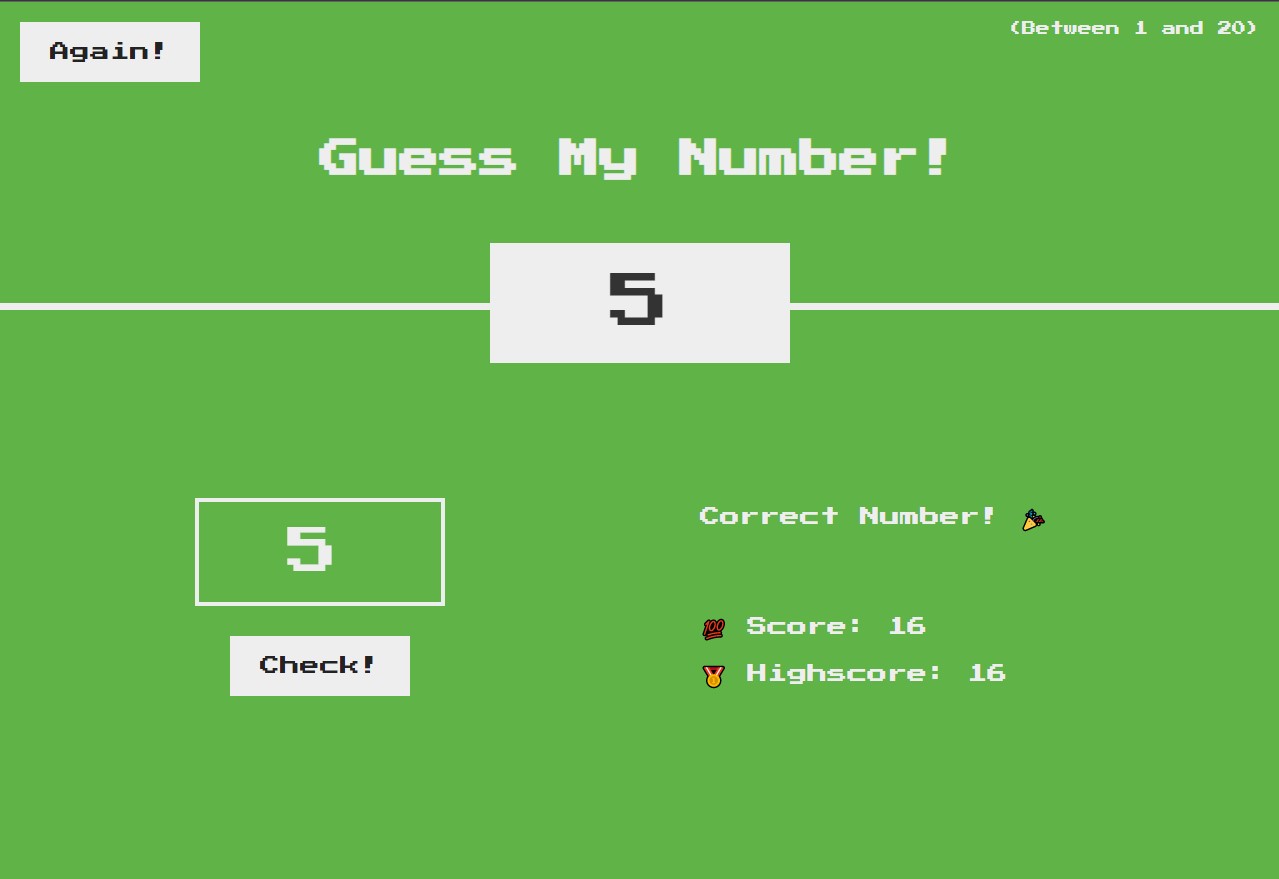 Again!
(Between 1 and 20)
Guess My Number!
5
5
Check!
Correct Number! 🎉
💯 Score: 16
🥇 Highscore: 16